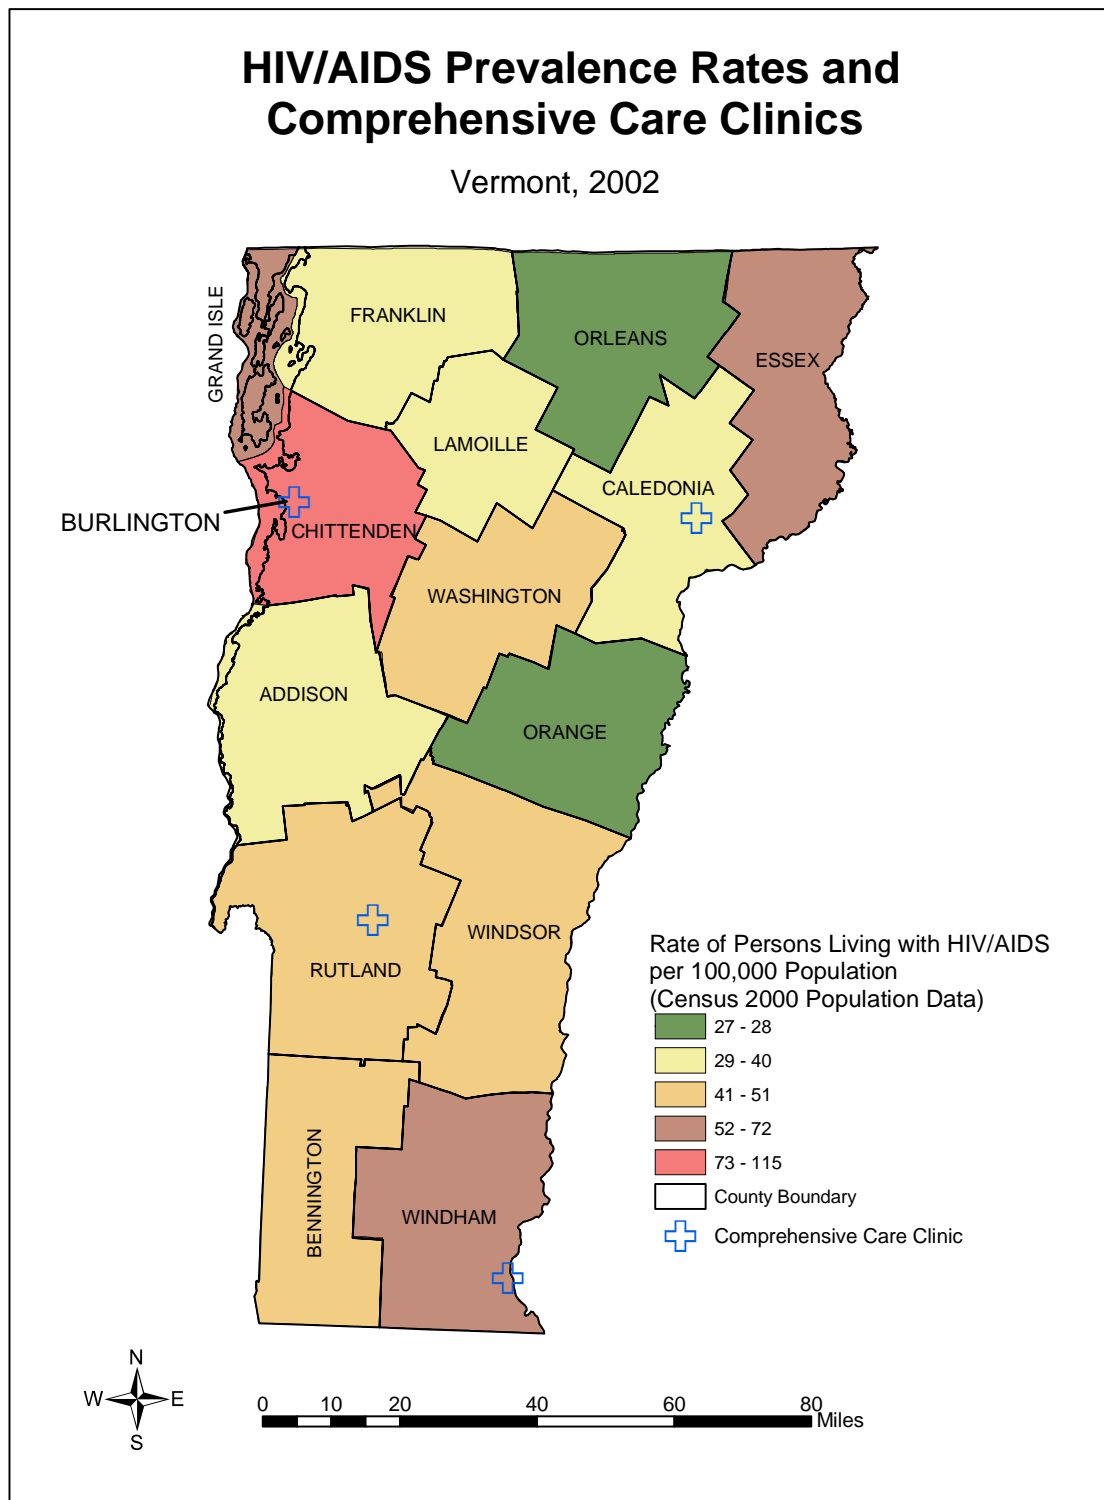 HIV/AIDS Prevalence Rates and
Comprehensive Care Clinics
Vermont, 2002
GRAND ISLE
FRANKLIN
ORLEANS
ESSEX
LAMOILLE
CALEDONIA
BURLINGTON
CHITTENDEN
WASHINGTON
ADDISON
ORANGE
WINDSOR
RUTLAND
BENNINGTON
WINDHAM
Rate of Persons Living with HIV/AIDS
per 100,000 Population
(Census 2000 Population Data)
27 - 28
29 - 40
41 - 51
52 - 72
73 - 115
County Boundary
Comprehensive Care Clinic
N
W E
S
0 10 20 40 60 80
Miles